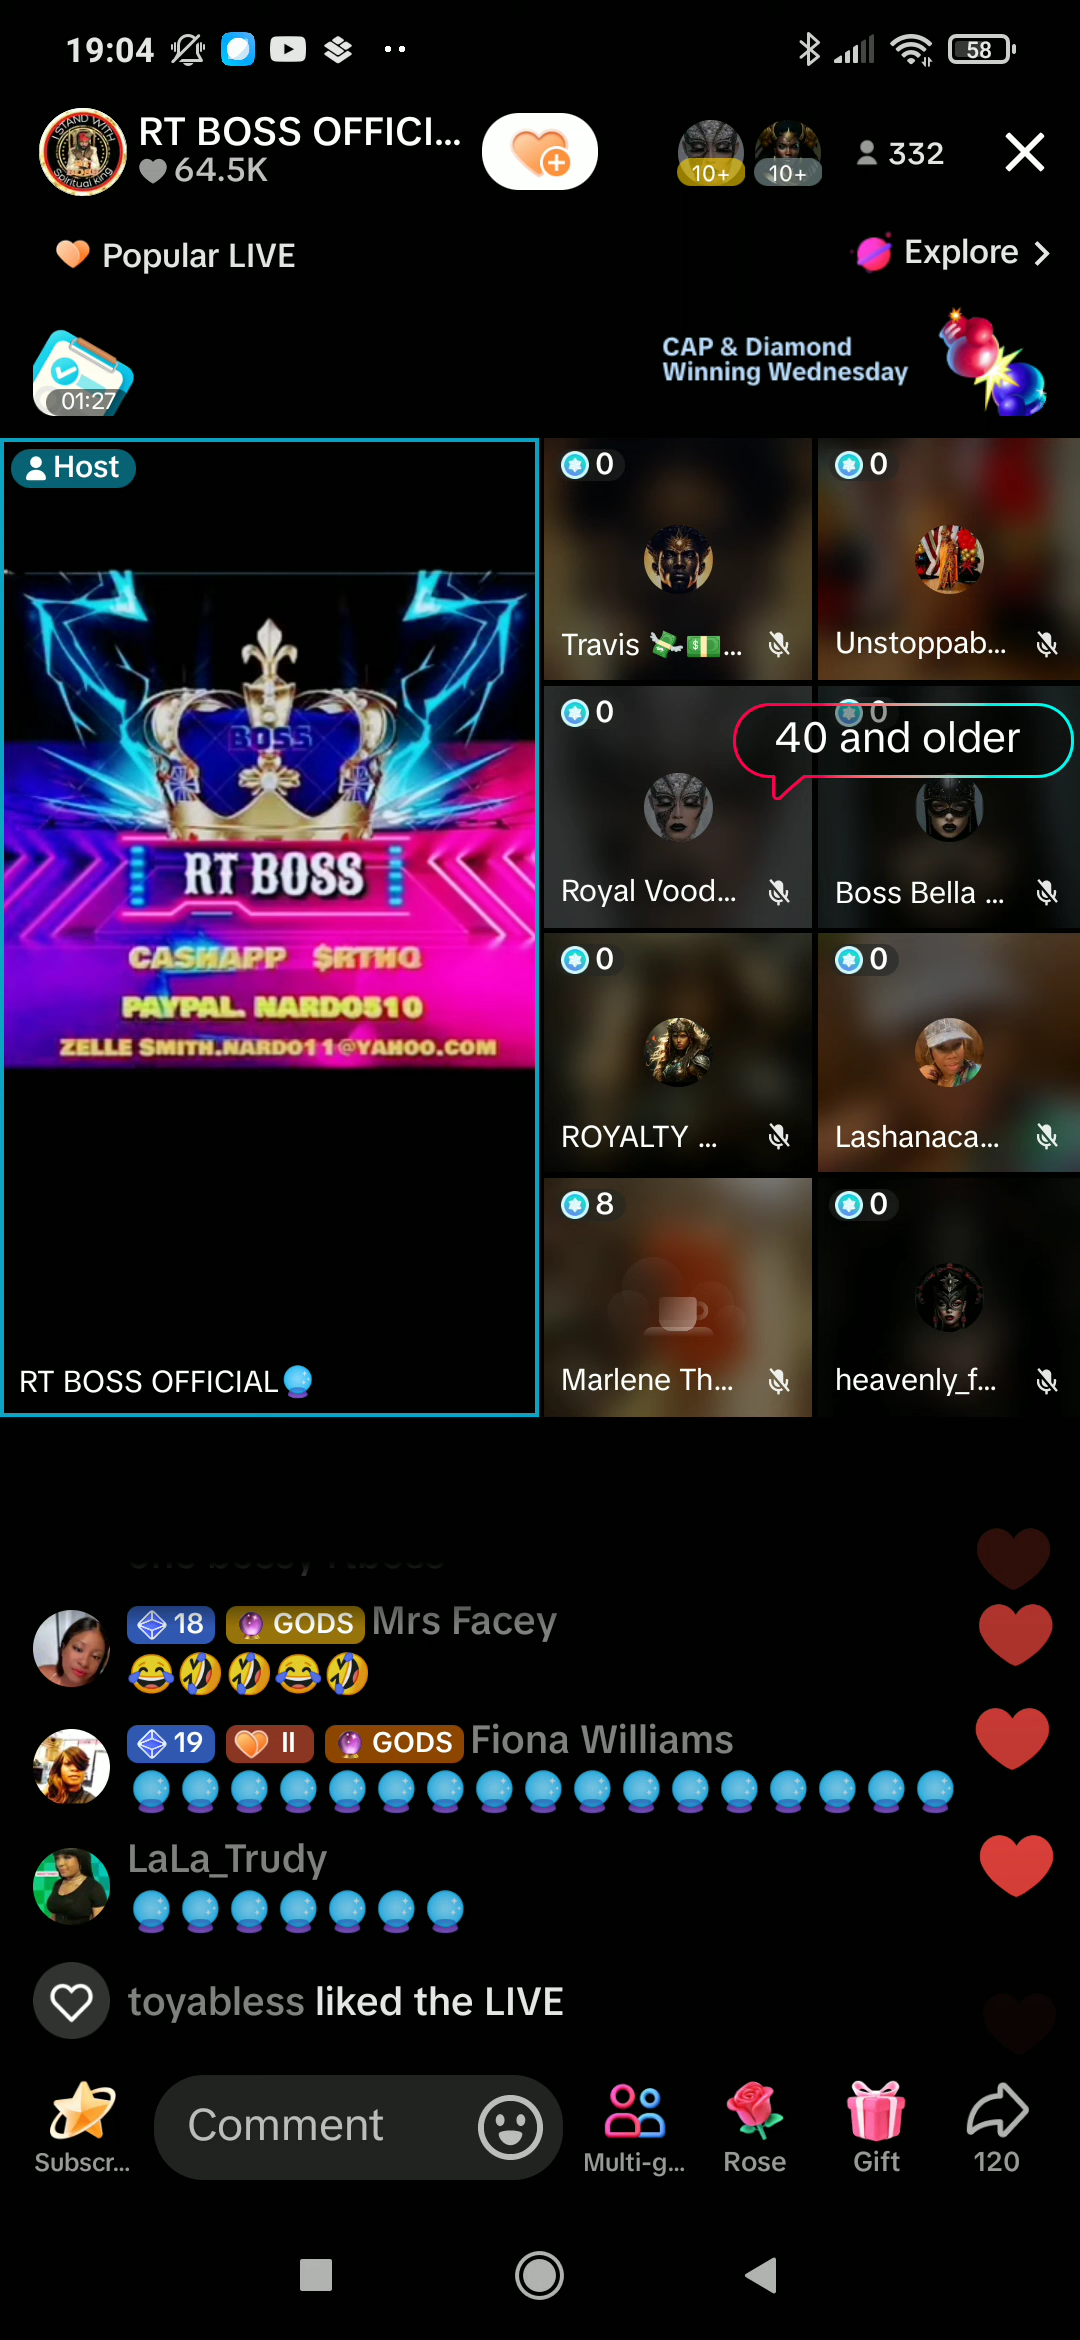 19:04
58
RT BOSS OFFICI...
64.5K
10+
10+
332
Popular LIVE
Explore
01:27
CAP & Diamond
Winning Wednesday
Host
BOSS
RT BOSS
CASHAPP $RTHQ
PAYPAL. NARDO510
ZELLE SMITH.NARDO11@YAHOO.COM
RT BOSS OFFICIAL
0
Travis 💸💵...
0
Unstoppab...
0
Royal Vood...
0
40 and older
Boss Bella ...
0
ROYALTY ...
0
Lashanaca...
8
Marlene Th...
0
heavenly_f...
18 GODS Mrs Facey
😂🤣🤣😂🤣
19 II GODS Fiona Williams
🔮🔮🔮🔮🔮🔮🔮🔮🔮🔮🔮🔮🔮🔮🔮🔮🔮
LaLa_Trudy
🔮🔮🔮🔮🔮🔮🔮
toyabless liked the LIVE
Subscr...
Comment
Multi-g...
Rose
Gift
120